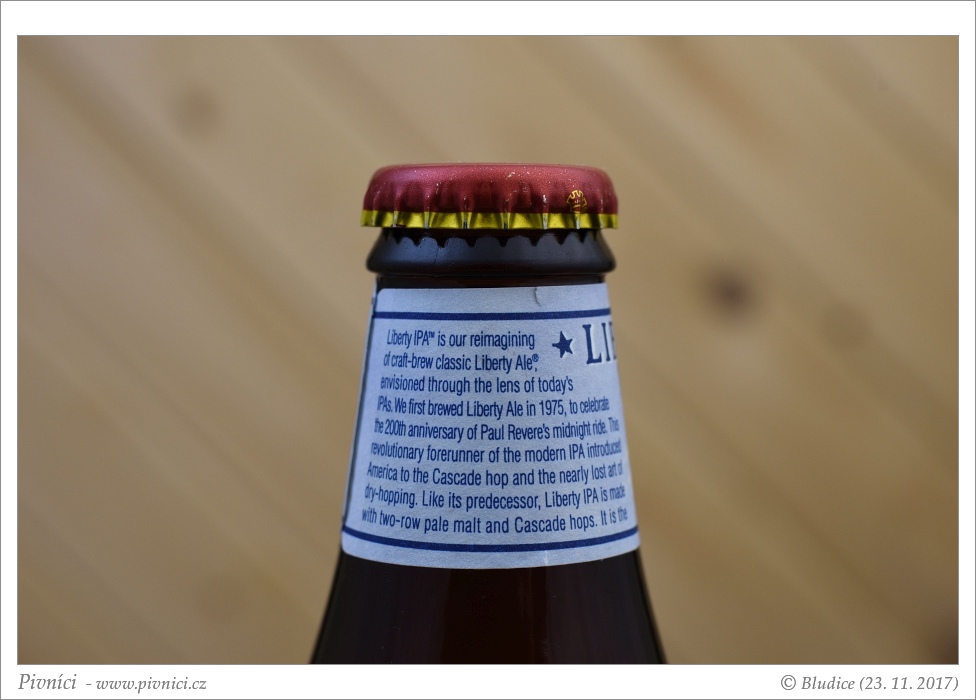 Liberty IPA™ is our reimagining
of craft-brew classic Liberty Ale®,
envisioned through the lens of today's
IPAs. We first brewed Liberty Ale in 1975, to celebrate
the 200th anniversary of Paul Revere's midnight ride. This
revolutionary forerunner of the modern IPA introduced
America to the Cascade hop and the nearly lost art of
dry-hopping. Like its predecessor, Liberty IPA is made
with two-row pale malt and Cascade hops. It is the
★ LI
Pivníci - www.pivnici.cz
© Bludice (23. 11. 2017)